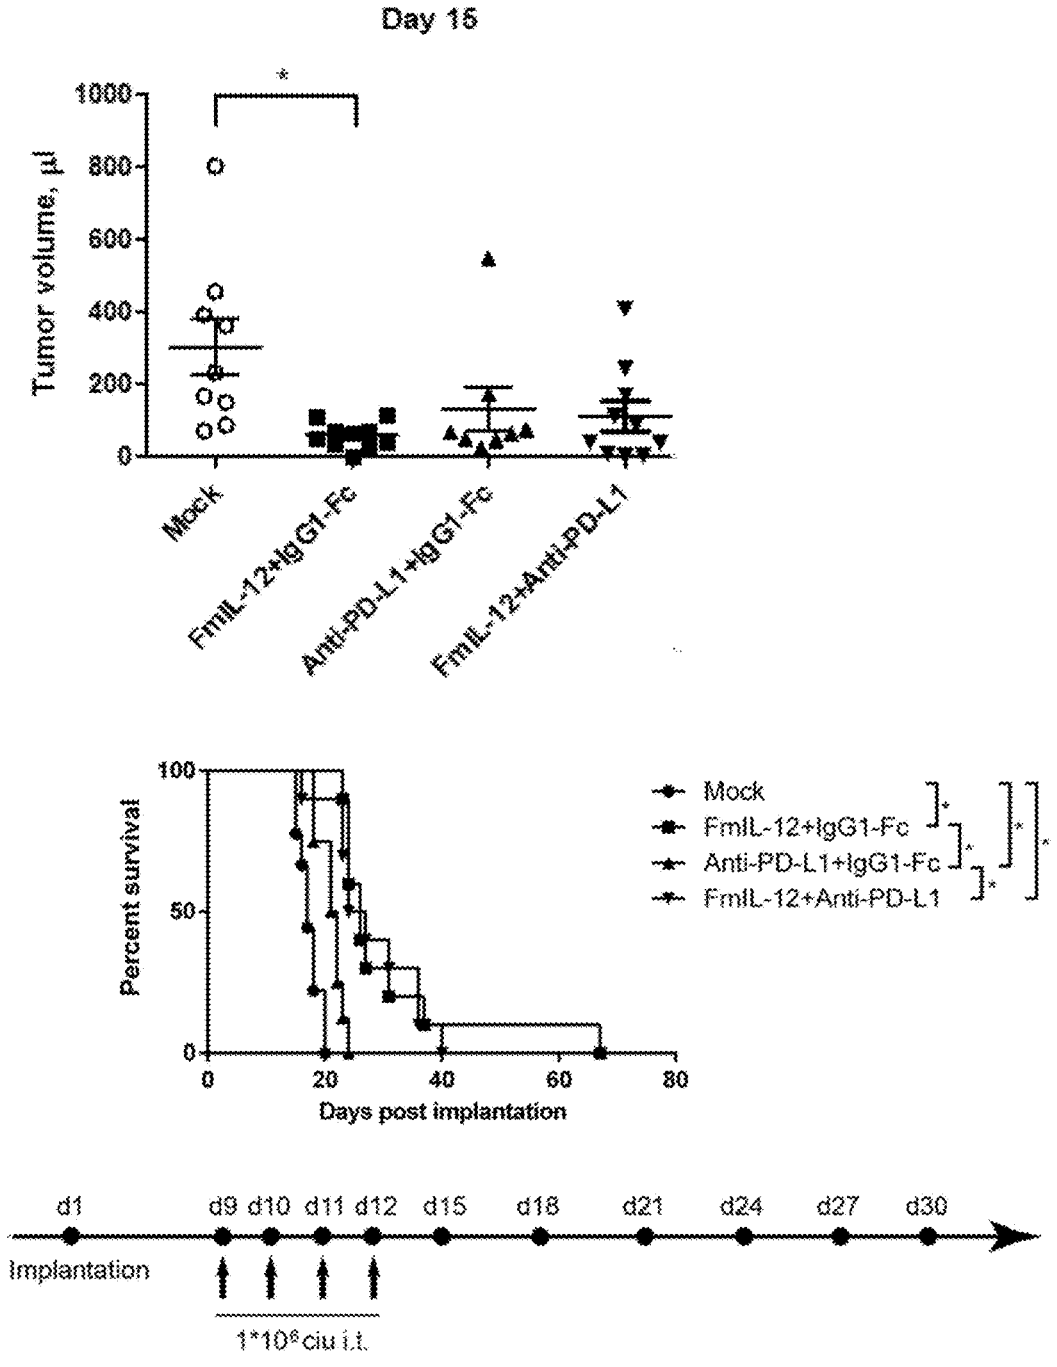 Day 15
*
1000
800
600
400
200
0
Tumor volume, µl
Mock
FmIL-12+IgG1-Fc
Anti-PD-L1+IgG1-Fc
FmIL-12+Anti-PD-L1
100
50
0
Percent survival
0 20 40 60 80
Days post implantation
Mock
FmIL-12+IgG1-Fc
Anti-PD-L1+IgG1-Fc
FmIL-12+Anti-PD-L1
*
*
*
*
*
d1 d9 d10 d11 d12 d15 d18 d21 d24 d27 d30
Implantation
1*10⁶ ciu i.t.